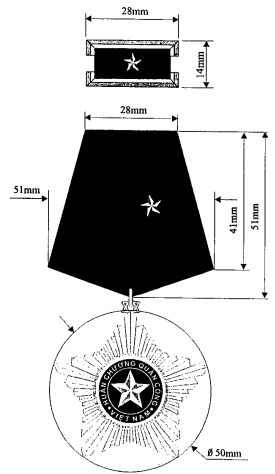 28mm
14mm
28mm
51mm
41mm
51mm
HUÂN CHƯƠNG QUÂN CÔNG
VIỆT NAM
Ø 50mm